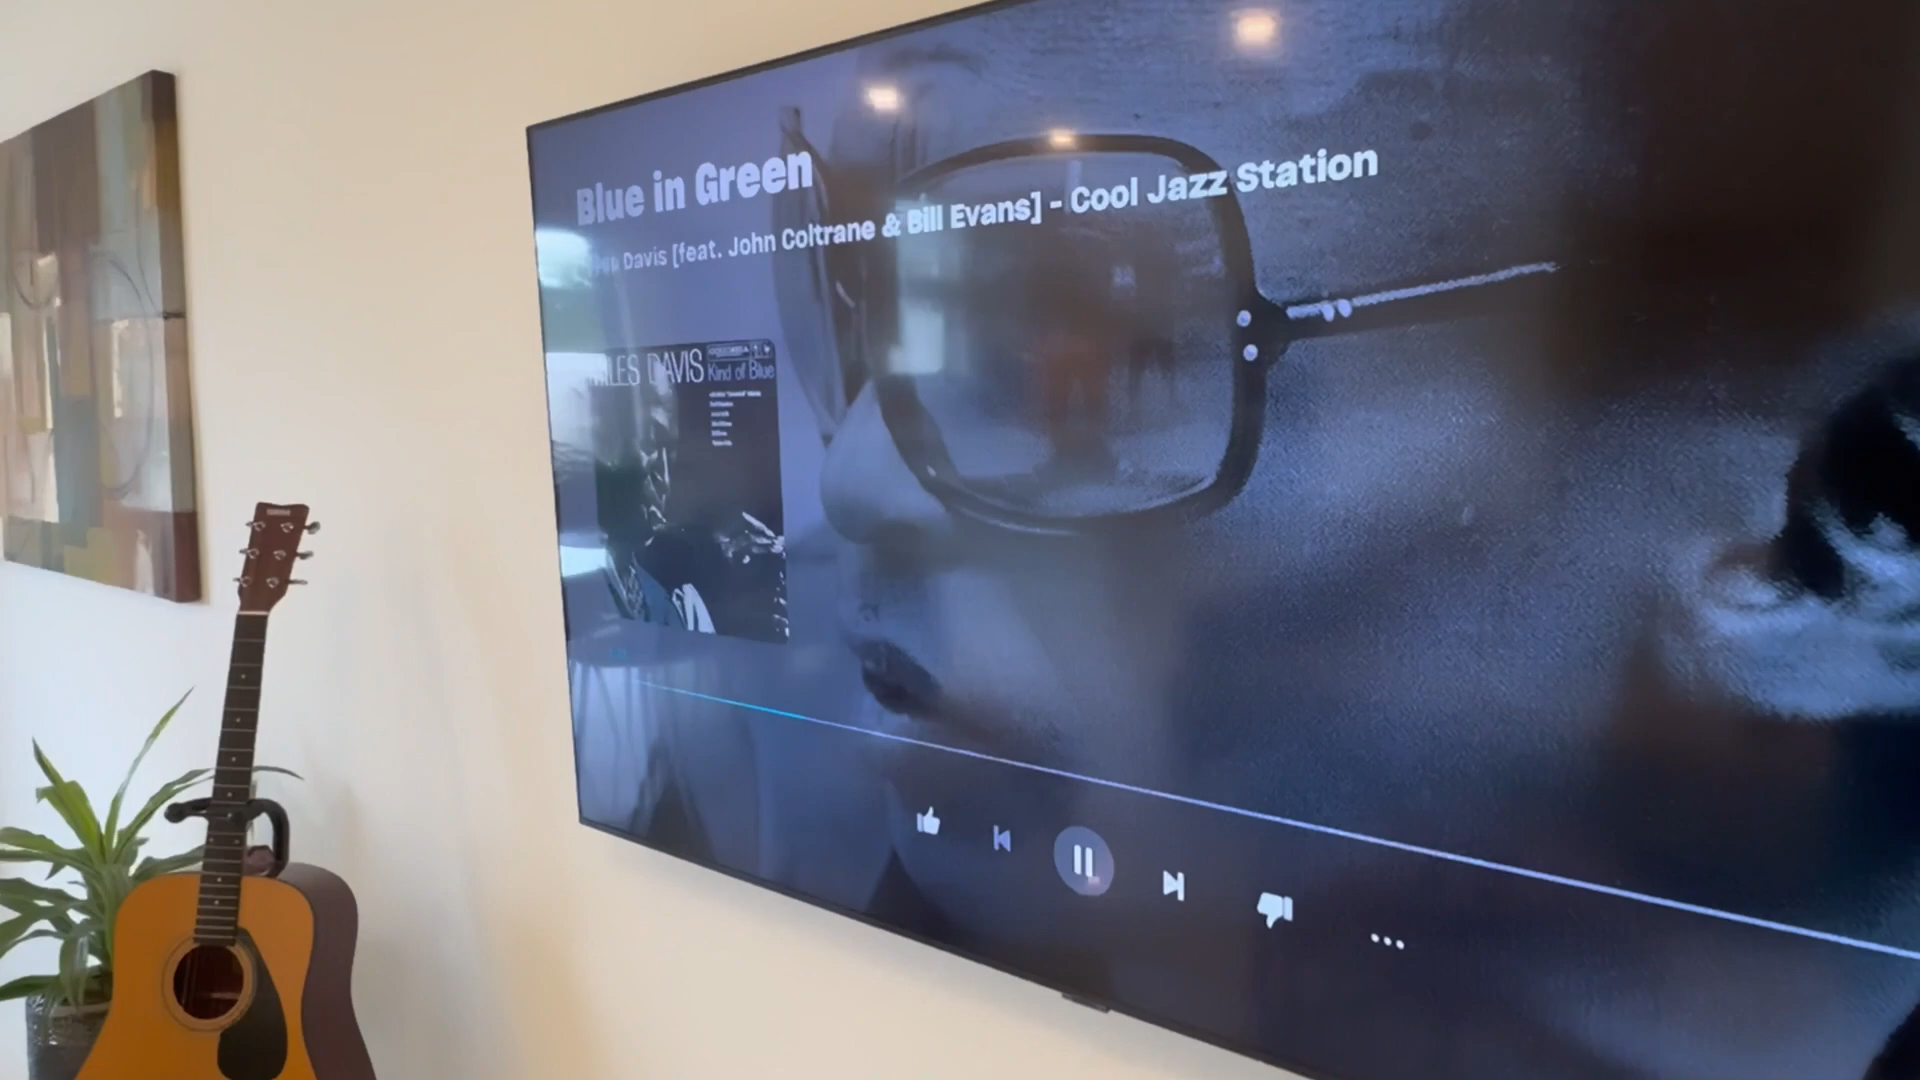 Blue in Green
Davis [feat. John Coltrane & Bill Evans] - Cool Jazz Station
MILES DAVIS
Kind of Blue